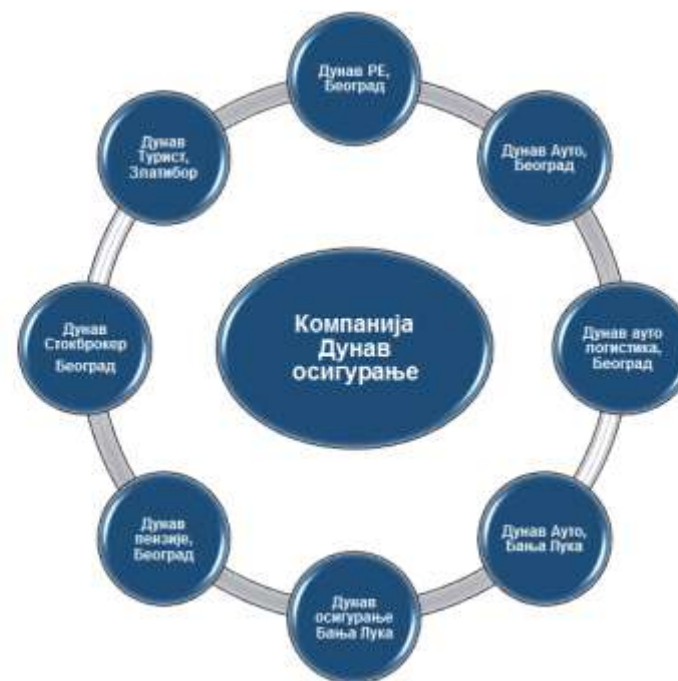 Дунав РЕ,
Београд
Дунав Ауто,
Београд
Дунав ауто
логистика,
Београд
Дунав Ауто,
Бања Лука
Дунав
осигурање
Бања Лука
Дунав
пензије,
Београд
Дунав
Стокброкер
Београд
Дунав
Турист,
Златибор
Компанија
Дунав
осигурање